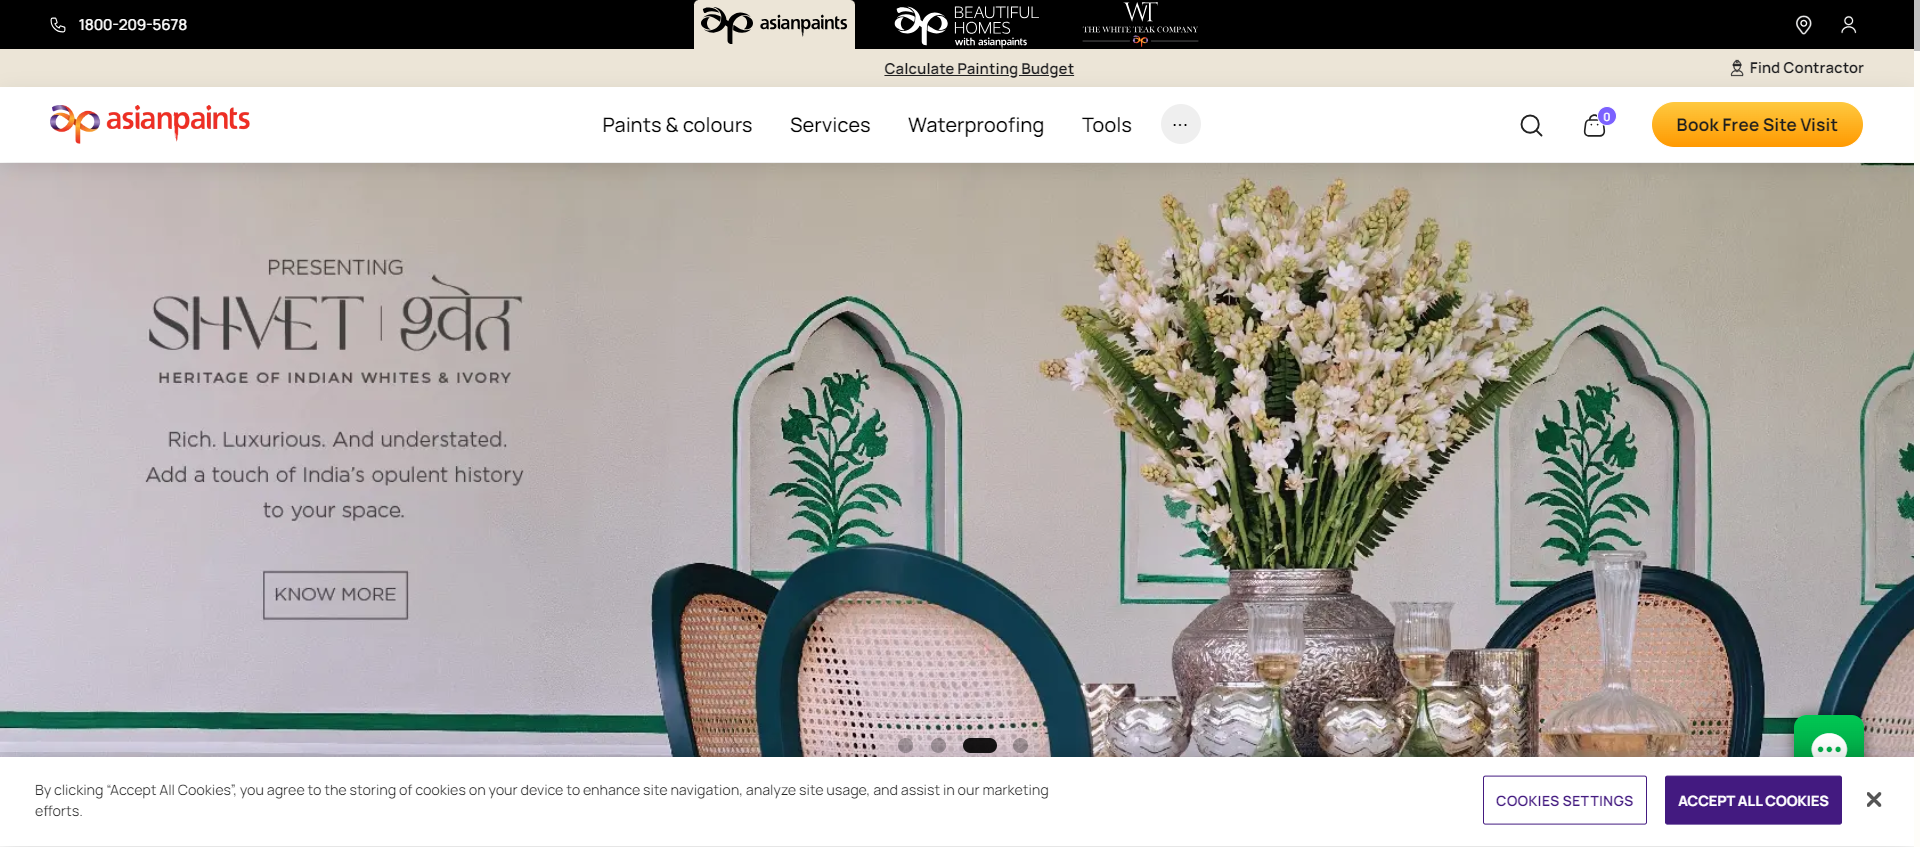 1800-209-5678
asianpaints
BEAUTIFUL
HOMES
with asianpaints
WT
THE WHITE TEAK COMPANY
Calculate Painting Budget
Find Contractor
asianpaints
Paints & colours
Services
Waterproofing
Tools
...
0
Book Free Site Visit
PRESENTING
SHVET | श्वेत
HERITAGE OF INDIAN WHITES & IVORY
Rich. Luxurious. And understated.
Add a touch of India's opulent history
to your space.
KNOW MORE
By clicking “Accept All Cookies”, you agree to the storing of cookies on your device to enhance site navigation, analyze site usage, and assist in our marketing
efforts.
COOKIES SETTINGS
ACCEPT ALL COOKIES